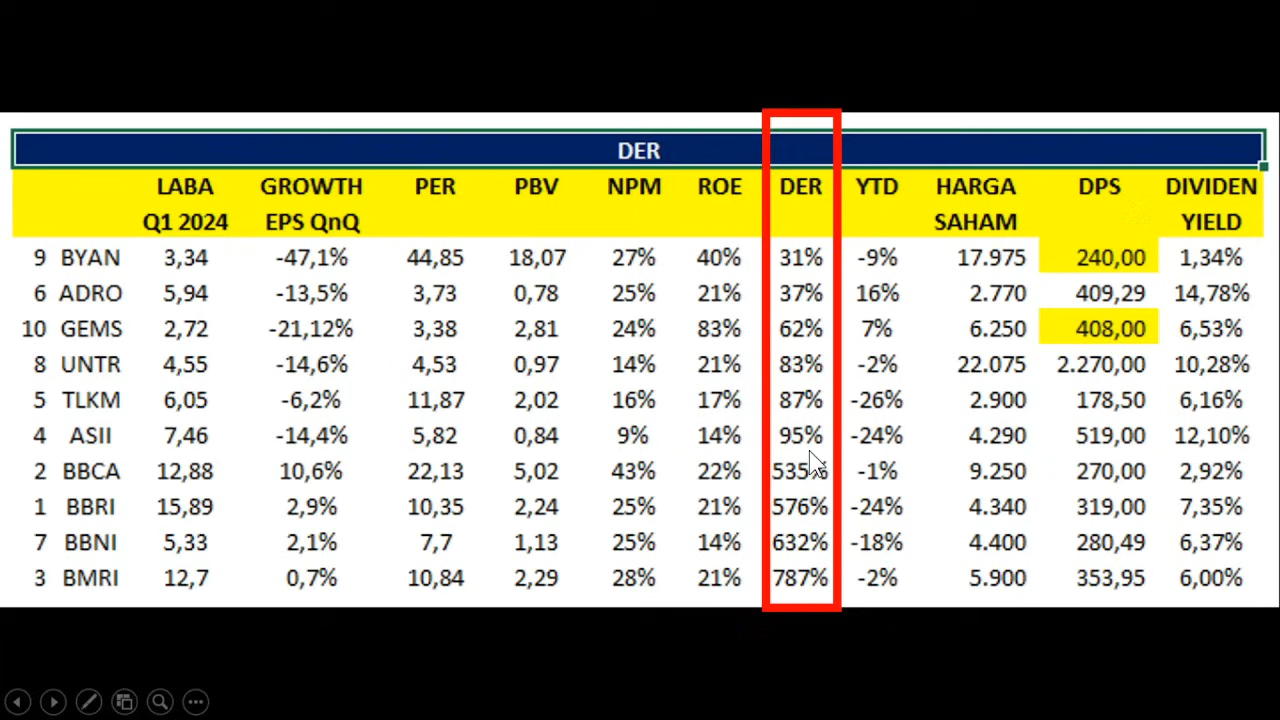 DER
LABA GROWTH PER PBV NPM ROE DER YTD HARGA DPS DIVIDEN
Q1 2024 EPS QnQ SAHAM YIELD
9 BYAN 3,34 -47,1% 44,85 18,07 27% 40% 31% -9% 17.975 240,00 1,34%
6 ADRO 5,94 -13,5% 3,73 0,78 25% 21% 37% 16% 2.770 409,29 14,78%
10 GEMS 2,72 -21,12% 3,38 2,81 24% 83% 62% 7% 6.250 408,00 6,53%
8 UNTR 4,55 -14,6% 4,53 0,97 14% 21% 83% -2% 22.075 2.270,00 10,28%
5 TLKM 6,05 -6,2% 11,87 2,02 16% 17% 87% -26% 2.900 178,50 6,16%
4 ASII 7,46 -14,4% 5,82 0,84 9% 14% 95% -24% 4.290 519,00 12,10%
2 BBCA 12,88 10,6% 22,13 5,02 43% 22% 535% -1% 9.250 270,00 2,92%
1 BBRI 15,89 2,9% 10,35 2,24 25% 21% 576% -24% 4.340 319,00 7,35%
7 BBNI 5,33 2,1% 7,7 1,13 25% 14% 632% -18% 4.400 280,49 6,37%
3 BMRI 12,7 0,7% 10,84 2,29 28% 21% 787% -2% 5.900 353,95 6,00%